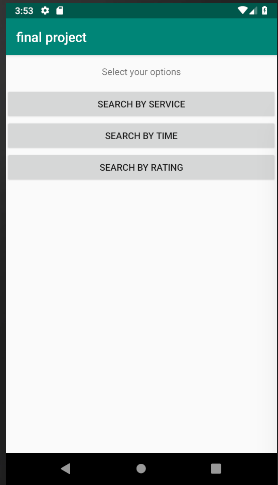 3:53
final project
Select your options
SEARCH BY SERVICE
SEARCH BY TIME
SEARCH BY RATING